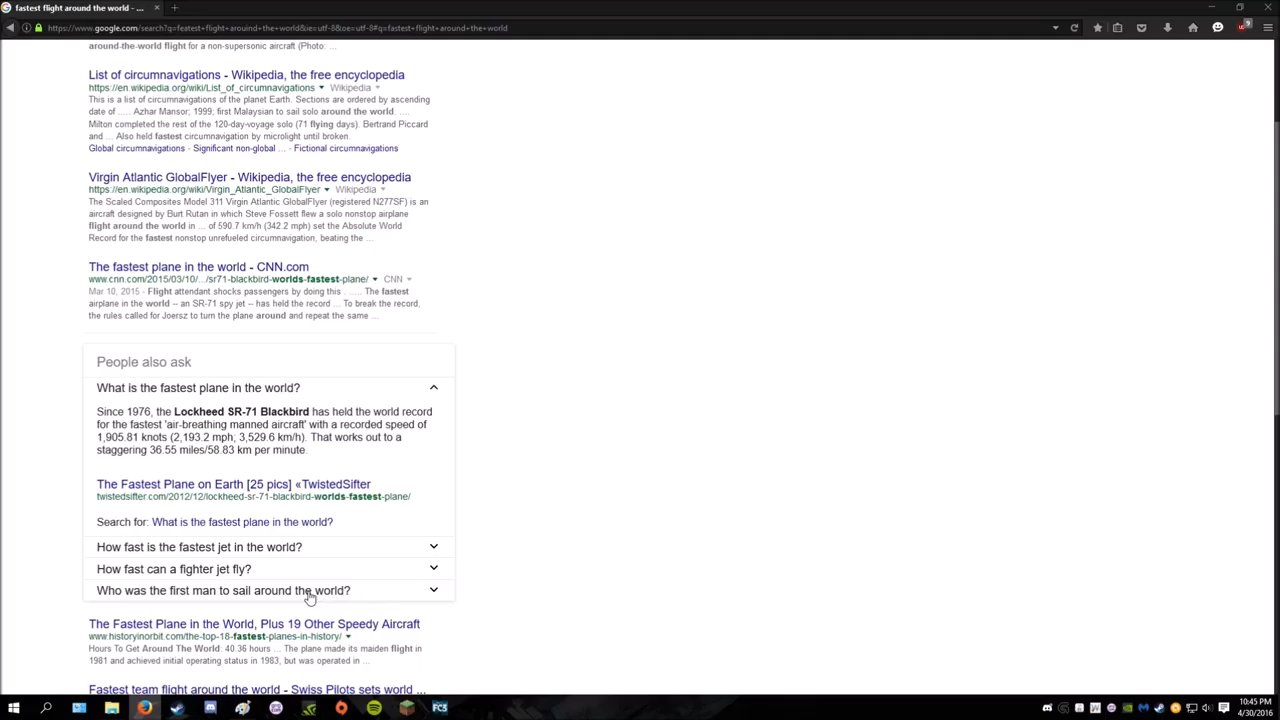 fastest flight around the world - ...
https://www.google.com/search?q=featest+flight+arouind+the+world&ie=utf-8&oe=utf-8#q=fastest+flight+around+the+world
around-the-world flight for a non-supersonic aircraft (Photo: ...
List of circumnavigations - Wikipedia, the free encyclopedia
https://en.wikipedia.org/wiki/List_of_circumnavigations Wikipedia
This is a list of circumnavigations of the planet Earth. Sections are ordered by ascending
date of ..... Azhar Mansor; 1999; first Malaysian to sail solo around the world. ....
Milton completed the rest of the 120-day-voyage solo (71 flying days). Bertrand Piccard
and ... Also held fastest circumnavigation by microlight until broken.
Global circumnavigations - Significant non-global ... - Fictional circumnavigations
Virgin Atlantic GlobalFlyer - Wikipedia, the free encyclopedia
https://en.wikipedia.org/wiki/Virgin_Atlantic_GlobalFlyer Wikipedia
The Scaled Composites Model 311 Virgin Atlantic GlobalFlyer (registered N277SF) is an
aircraft designed by Burt Rutan in which Steve Fossett flew a solo nonstop airplane
flight around the world in ... of 590.7 km/h (342.2 mph) set the Absolute World
Record for the fastest nonstop unrefueled circumnavigation, beating the ...
The fastest plane in the world - CNN.com
www.cnn.com/2015/03/10/.../sr71-blackbird-worlds-fastest-plane/ CNN
Mar 10, 2015 - Flight attendant shocks passengers by doing this . ..... The fastest
airplane in the world -- an SR-71 spy jet -- has held the record ... To break the record,
the rules called for Joersz to turn the plane around and repeat the same ...
People also ask
What is the fastest plane in the world?
Since 1976, the Lockheed SR-71 Blackbird has held the world record
for the fastest 'air-breathing manned aircraft' with a recorded speed of
1,905.81 knots (2,193.2 mph; 3,529.6 km/h). That works out to a
staggering 36.55 miles/58.83 km per minute.
The Fastest Plane on Earth [25 pics] «TwistedSifter
twistedsifter.com/2012/12/lockheed-sr-71-blackbird-worlds-fastest-plane/
Search for: What is the fastest plane in the world?
How fast is the fastest jet in the world?
How fast can a fighter jet fly?
Who was the first man to sail around the world?
The Fastest Plane in the World, Plus 19 Other Speedy Aircraft
www.historyinorbit.com/the-top-18-fastest-planes-in-history/
Hours To Get Around The World: 40.36 hours ... The plane made its maiden flight in
1981 and achieved initial operating status in 1983, but was operated in ...
Fastest team flight around the world - Swiss Pilots sets world ...
FC3
10:45 PM
4/30/2016